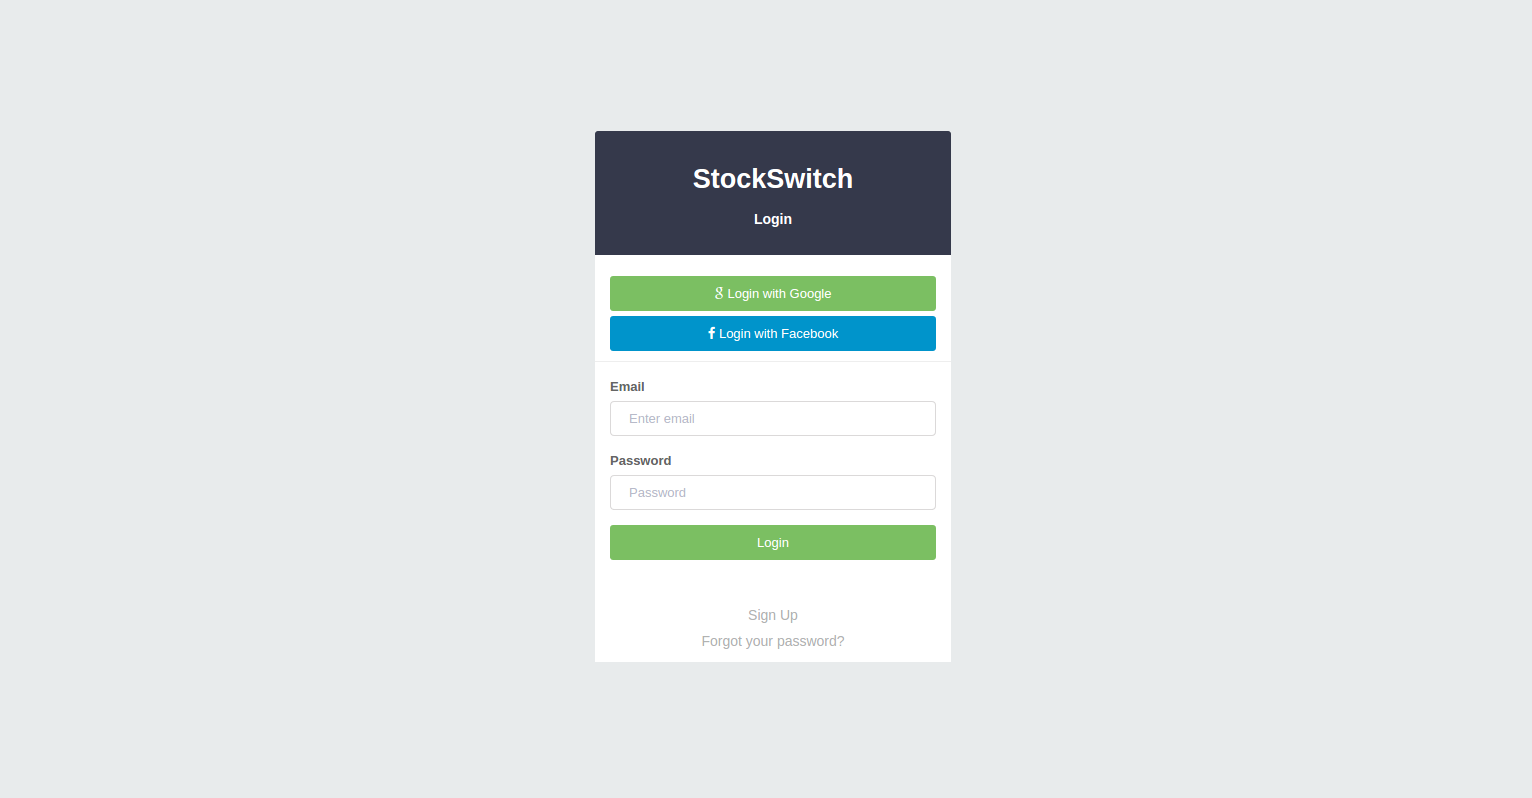 StockSwitch
Login
Login with Google
Login with Facebook
Email
Enter email
Password
Password
Login
Sign Up
Forgot your password?